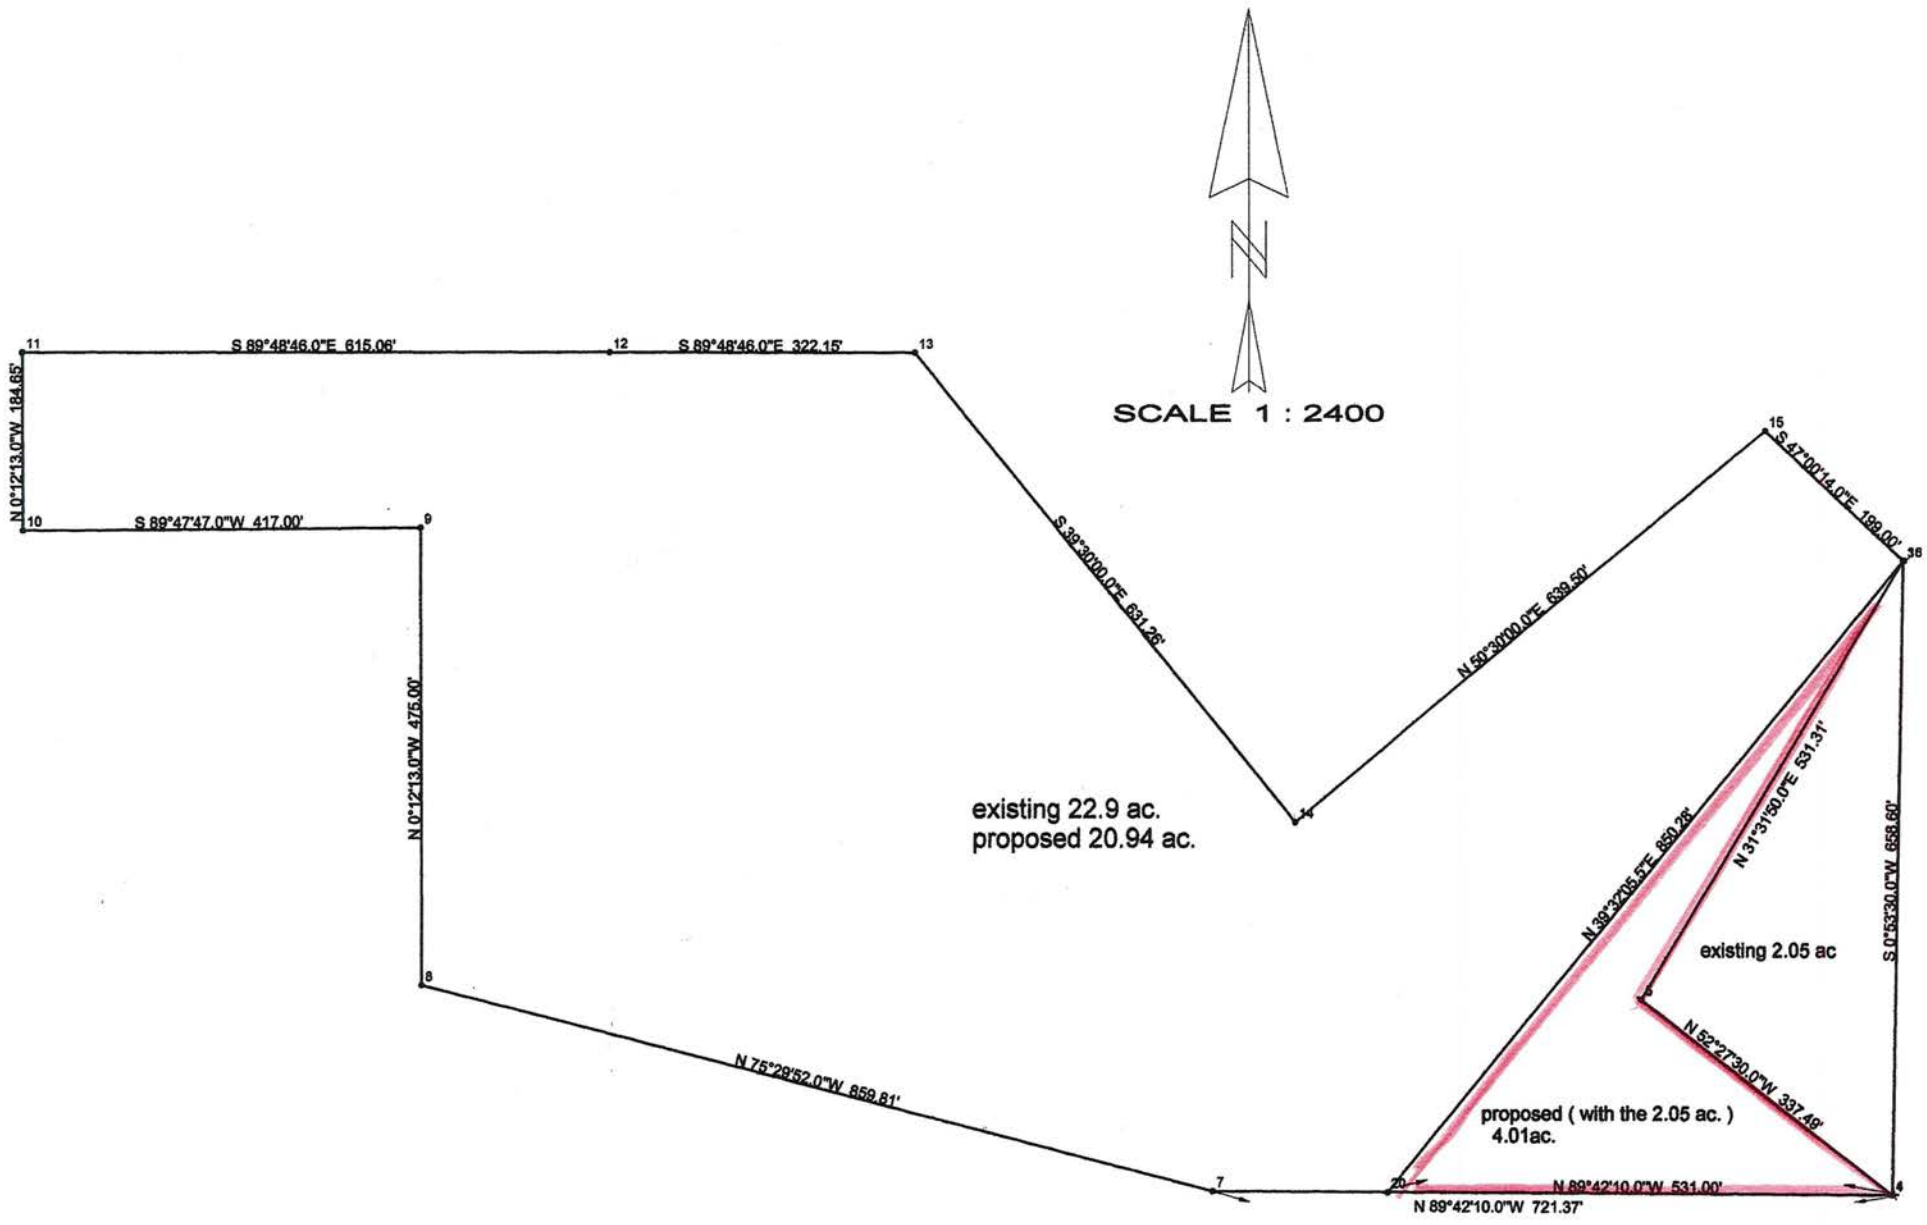 N
SCALE 1 : 2400
11
S 89°48'46.0"E 615.06'
12
S 89°48'46.0"E 322.15'
13
N 0°12'13.0"W 184.65'
10
S 89°47'47.0"W 417.00'
9
15
S 47°00'14.0"E 199.00'
36
S 39°30'00.0"E 631.26'
N 50°30'00.0"E 639.50'
N 0°12'13.0"W 475.00'
14
existing 22.9 ac.
proposed 20.94 ac.
N 39°32'05.5"E 850.28'
N 31°31'50.0"E 531.31'
S 0°53'30.0"W 658.60'
existing 2.05 ac
8
N 52°27'30.0"W 337.49'
N 75°29'52.0"W 859.81'
proposed ( with the 2.05 ac. )
4.01ac.
7
20
N 89°42'10.0"W 531.00'
4
N 89°42'10.0"W 721.37'